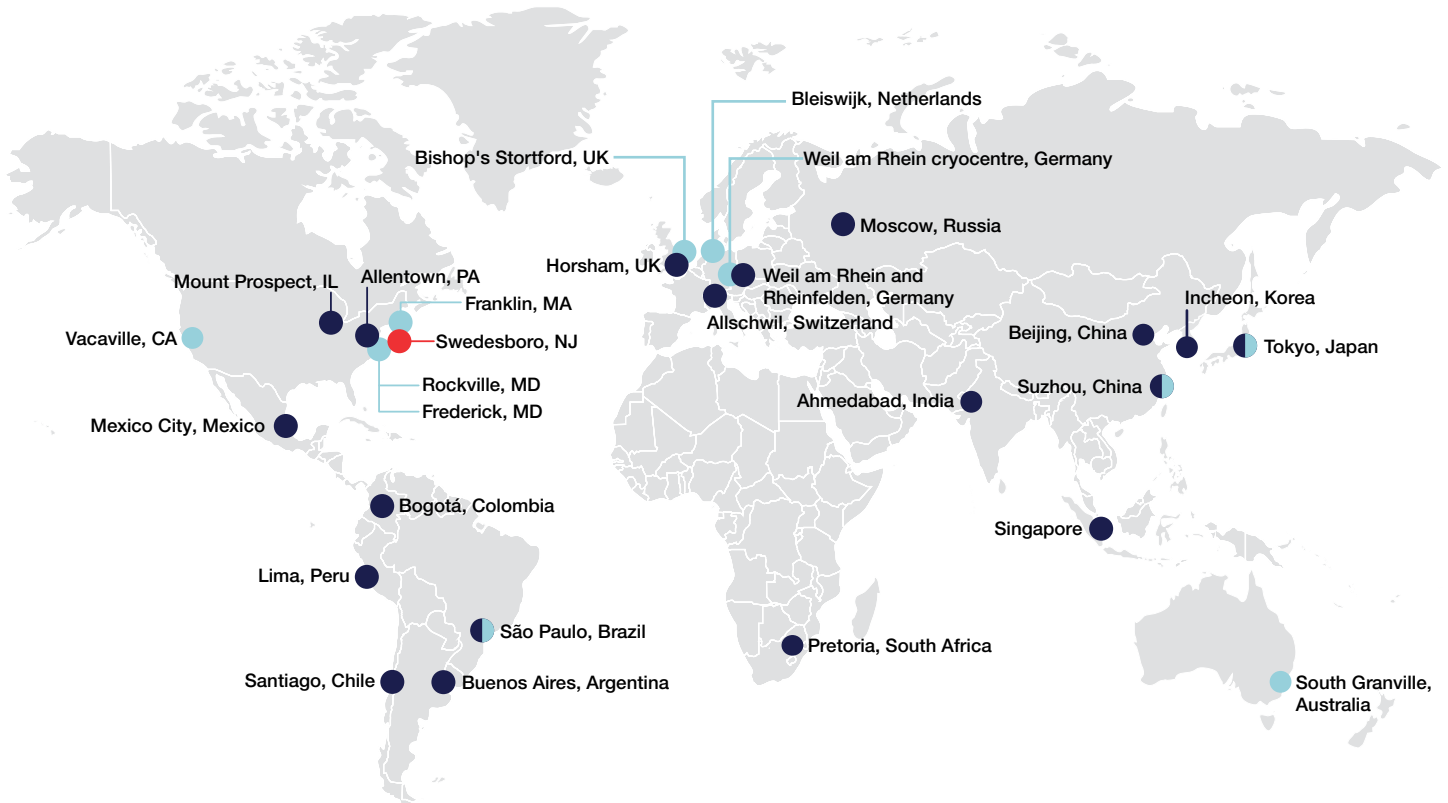 Bleiswijk, Netherlands
Bishop's Stortford, UK
Weil am Rhein cryocentre, Germany
Moscow, Russia
Horsham, UK
Weil am Rhein and
Rheinfelden, Germany
Allschwil, Switzerland
Mount Prospect, IL
Allentown, PA
Franklin, MA
Vacaville, CA
Swedesboro, NJ
Rockville, MD
Frederick, MD
Mexico City, Mexico
Incheon, Korea
Beijing, China
Tokyo, Japan
Suzhou, China
Ahmedabad, India
Bogotá, Colombia
Singapore
Lima, Peru
São Paulo, Brazil
Pretoria, South Africa
Santiago, Chile
Buenos Aires, Argentina
South Granville,
Australia